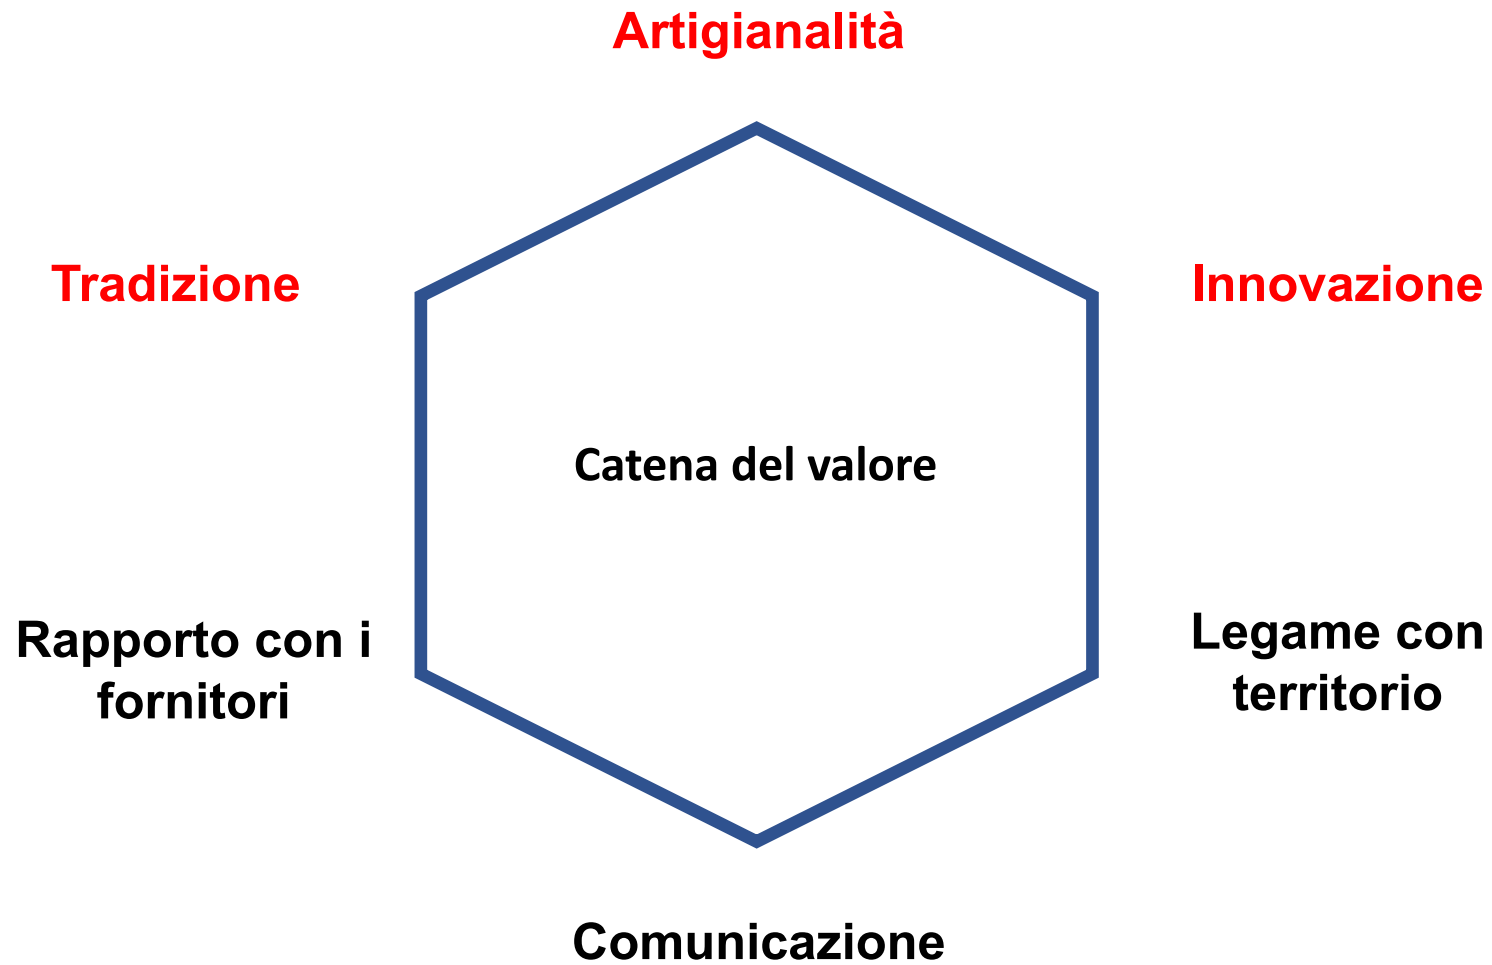 Artigianalità
Tradizione
Innovazione
Catena del valore
Rapporto con i
fornitori
Legame con
territorio
Comunicazione